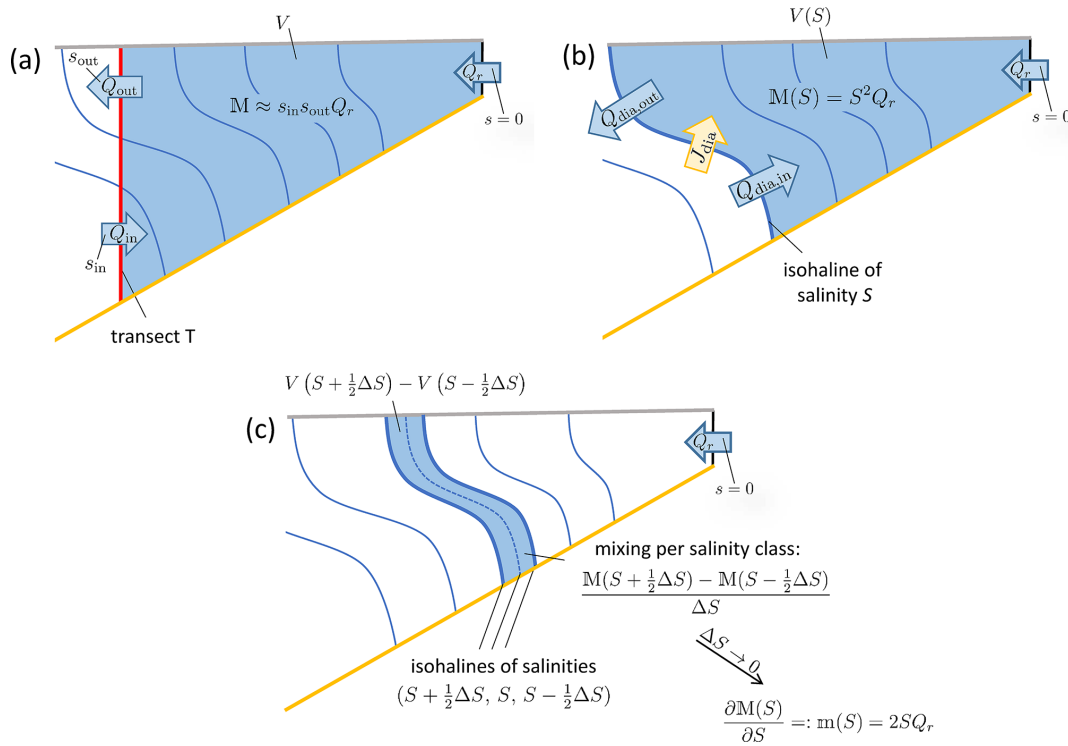 (a)
V
s_out
Q_out
𝕄 ≈ s_in s_out Q_r
Q_r
s = 0
Q_in
s_in
transect T
(b)
V(S)
Q_dia,out
𝕄(S) = S²Q_r
Q_r
s = 0
J_dia
Q_dia,in
isohaline of
salinity S
V(S + ½ΔS) − V(S − ½ΔS)
(c)
Q_r
s = 0
mixing per salinity class:
𝕄(S + ½ΔS) − 𝕄(S − ½ΔS)
ΔS
ΔS → 0
isohalines of salinities
(S + ½ΔS, S, S − ½ΔS)
∂𝕄(S)
∂S
=: 𝕞(S) = 2SQ_r